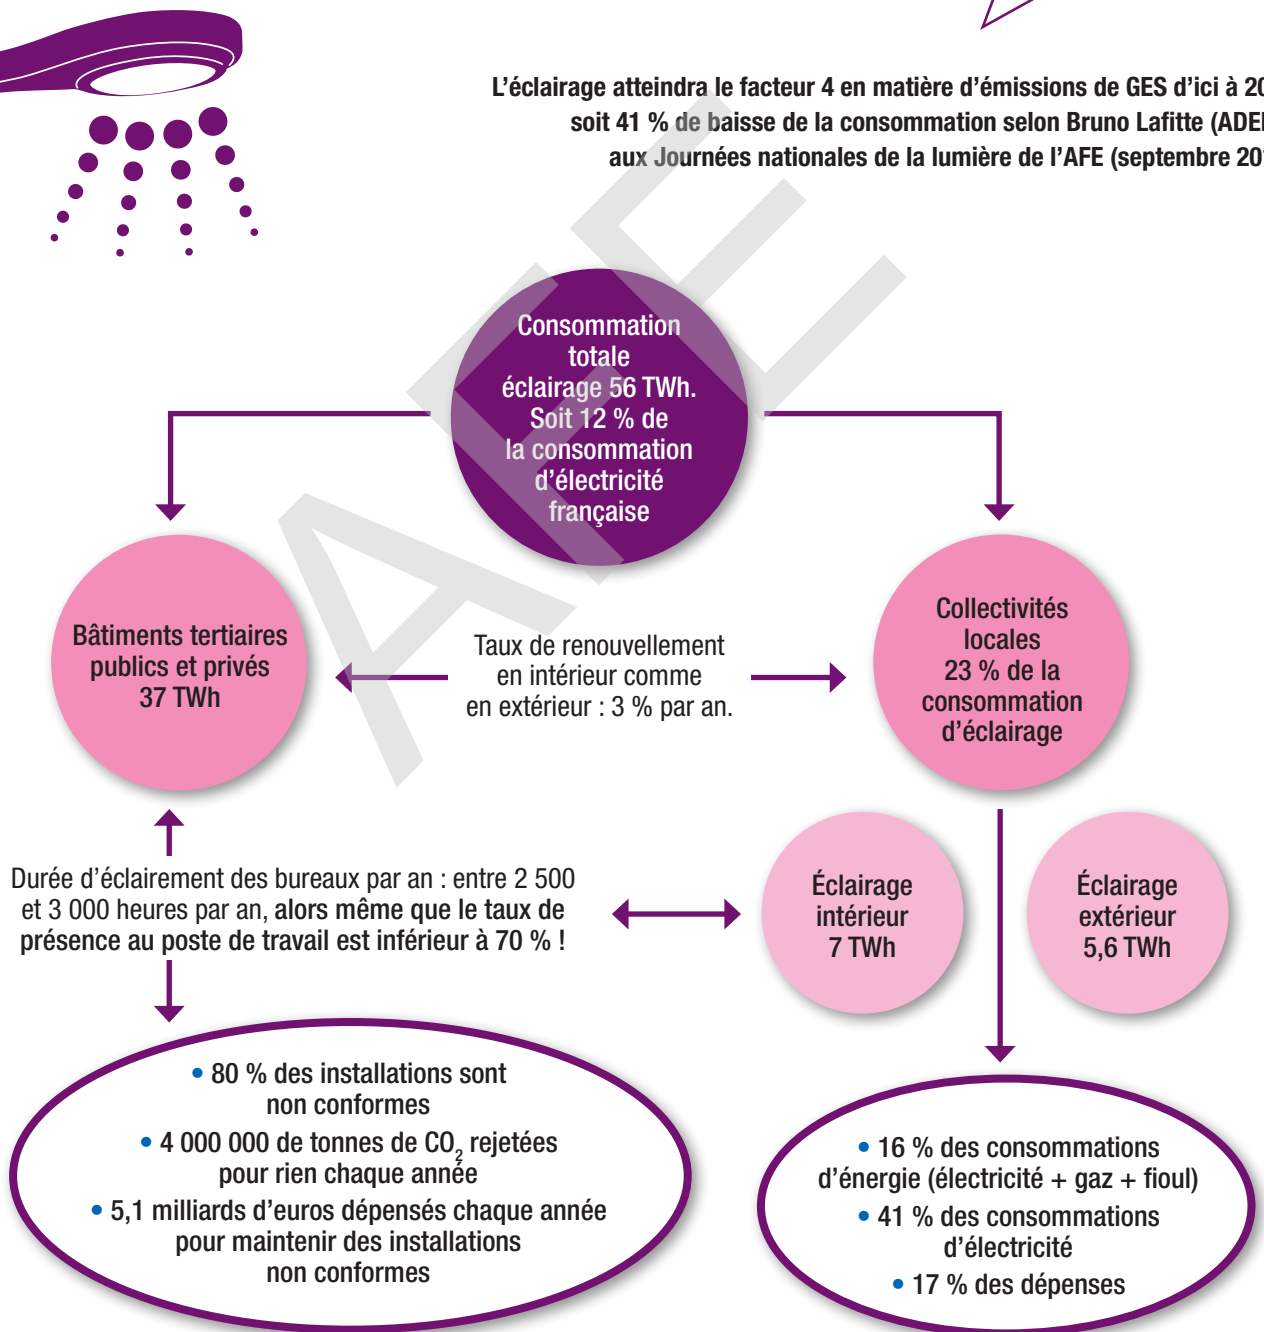 L’éclairage atteindra le facteur 4 en matière d’émissions de GES d’ici à
soit 41 % de baisse de la consommation selon Bruno Lafitte
aux Journées nationales de la lumière de l’AFE (septembre
Consommation
totale
éclairage 56 TWh.
Soit 12 % de
la consommation
d’électricité
française
Bâtiments tertiaires
publics et privés
37 TWh
Taux de renouvellement
en intérieur comme
en extérieur : 3 % par an.
Collectivités
locales
23 % de la
consommation
d’éclairage
Durée d’éclairement des bureaux par an : entre 2 500
et 3 000 heures par an, alors même que le taux de
présence au poste de travail est inférieur à 70 % !
Éclairage
intérieur
7 TWh
Éclairage
extérieur
5,6 TWh
• 80 % des installations sont
non conformes
• 4 000 000 de tonnes de CO₂ rejetées
pour rien chaque année
• 5,1 milliards d’euros dépensés chaque année
pour maintenir des installations
non conformes
• 16 % des consommations
d’énergie (électricité + gaz + fioul)
• 41 % des consommations
d’électricité
• 17 % des dépenses
AFE